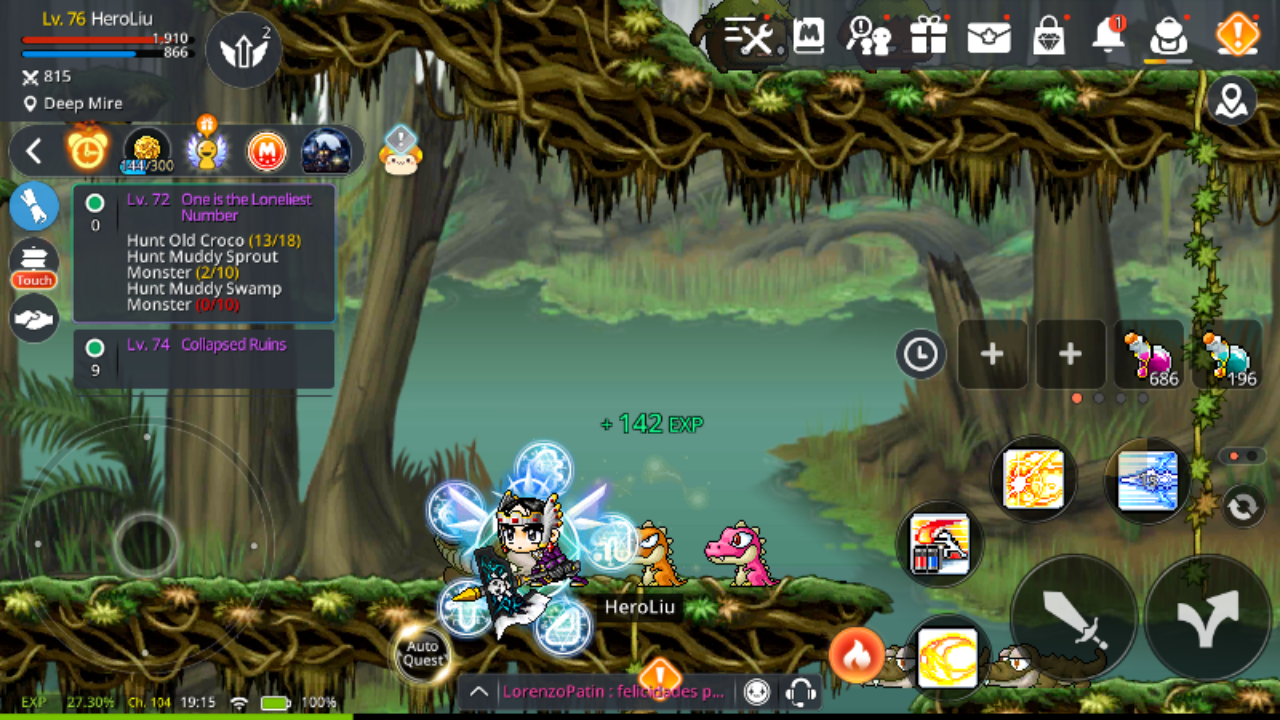 Lv. 76 HeroLiu
1,910
866
2
815
Deep Mire
144/300
1
Lv. 72 One is the Loneliest
Number
0
Hunt Old Croco (13/18)
Hunt Muddy Sprout
Monster (2/10)
Hunt Muddy Swamp
Monster (0/10)
Touch
Lv. 74 Collapsed Ruins
9
686
196
+ 142 EXP
HeroLiu
Auto
Quest
LorenzoPatin : felicidades p...
EXP 27.30% Ch. 104 19:15 100%